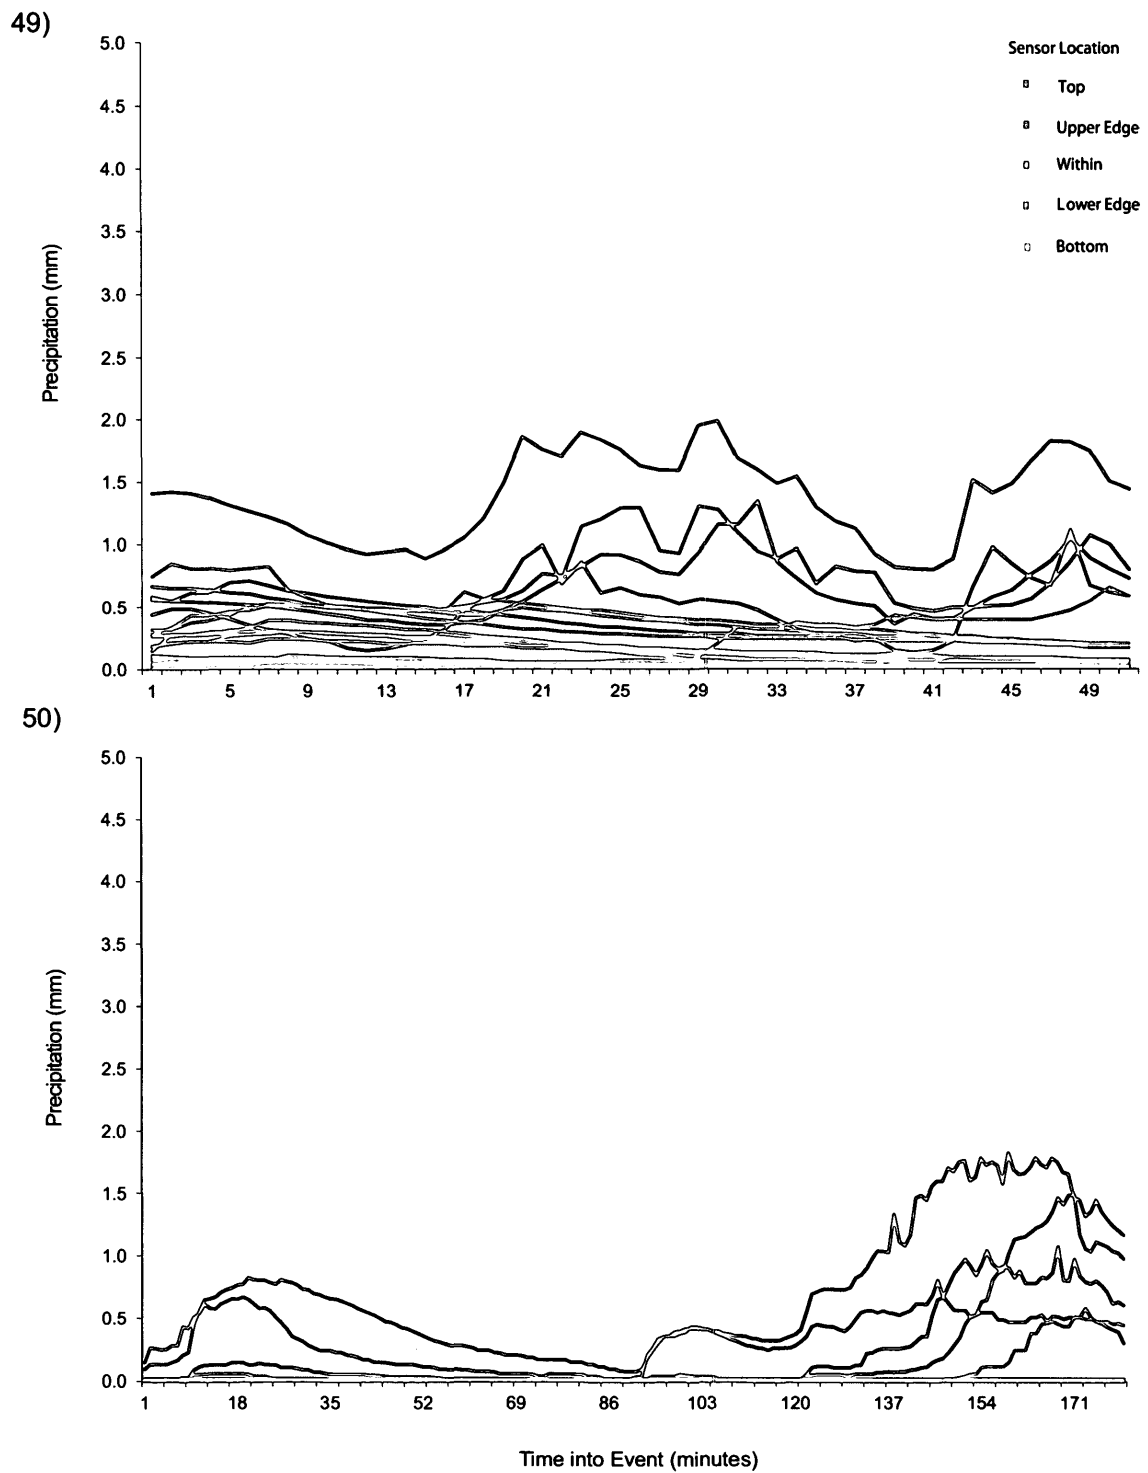 49)
5.0
4.5
4.0
3.5
3.0
2.5
2.0
1.5
1.0
0.5
0.0
Precipitation (mm)
Sensor Location
Top
Upper Edge
Within
Lower Edge
Bottom
1 5 9 13 17 21 25 29 33 37 41 45 49
50)
5.0
4.5
4.0
3.5
3.0
2.5
2.0
1.5
1.0
0.5
0.0
Precipitation (mm)
1 18 35 52 69 86 103 120 137 154 171
Time into Event (minutes)